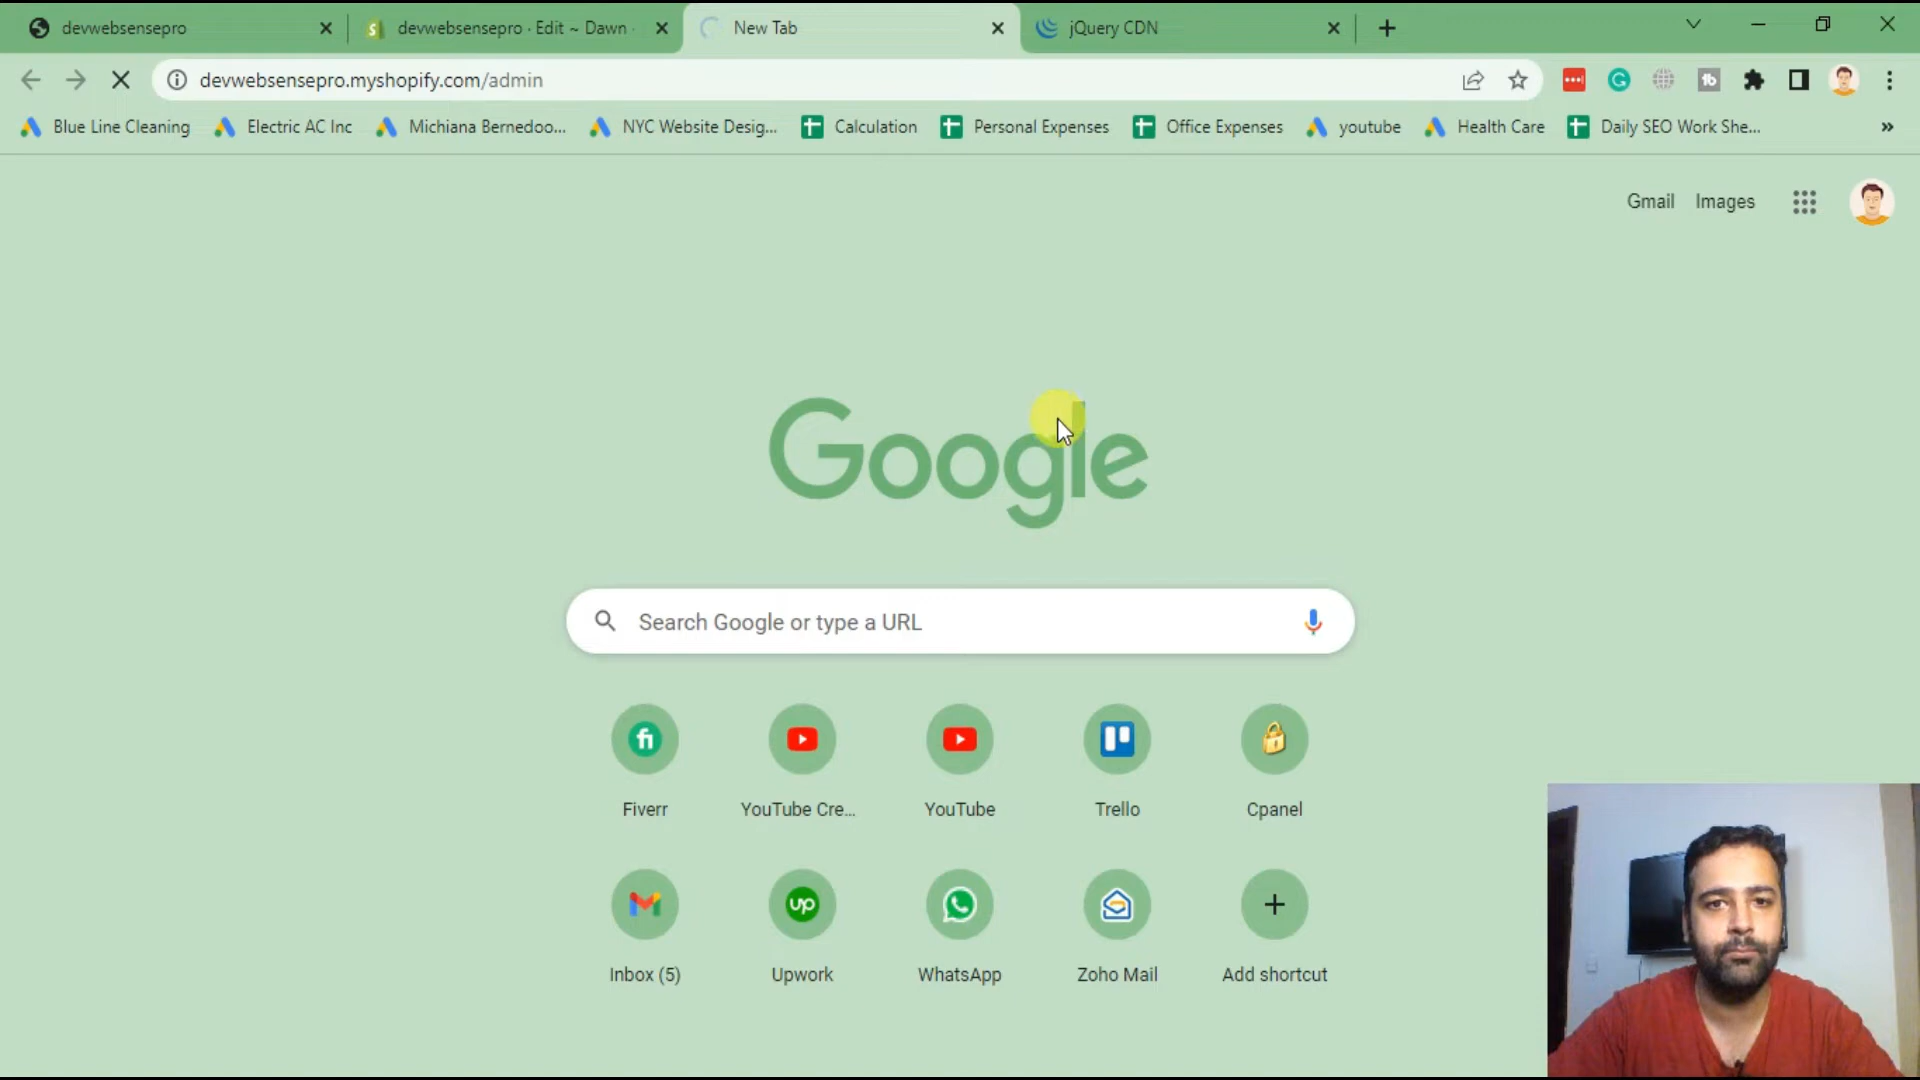 devwebsensepro
devwebsensepro · Edit ~ Dawn ·
New Tab
jQuery CDN
devwebsensepro.myshopify.com/admin
Blue Line Cleaning
Electric AC Inc
Michiana Bernedoo...
NYC Website Desig...
Calculation
Personal Expenses
Office Expenses
youtube
Health Care
Daily SEO Work She...
Gmail
Images
Google
Search Google or type a URL
Fiverr
YouTube Cre...
YouTube
Trello
Cpanel
Inbox (5)
Upwork
WhatsApp
Zoho Mail
Add shortcut